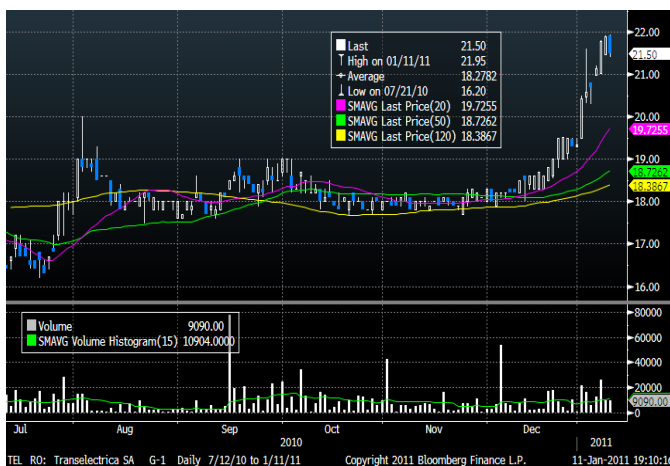 22.00
Last 21.50
High on 01/11/11 21.95
Average 18.2782
Low on 07/21/10 16.20
SMAVG Last Price(20) 19.7255
SMAVG Last Price(50) 18.7262
SMAVG Last Price(120) 18.3867
21.50
21.00
20.00
19.7255
19.00
18.7262
18.3867
18.00
17.00
16.00
Volume 9090.00
SMAVG Volume Histogram(15) 10904.0000
80000
60000
40000
20000
9090.00
0
Jul Aug Sep Oct Nov Dec
2010 2011
TEL RO: Transelectrica SA G-1 Daily 7/12/10 to 1/11/11 Copyright 2011 Bloomberg Finance L.P. 11-Jan-2011 19:10:1